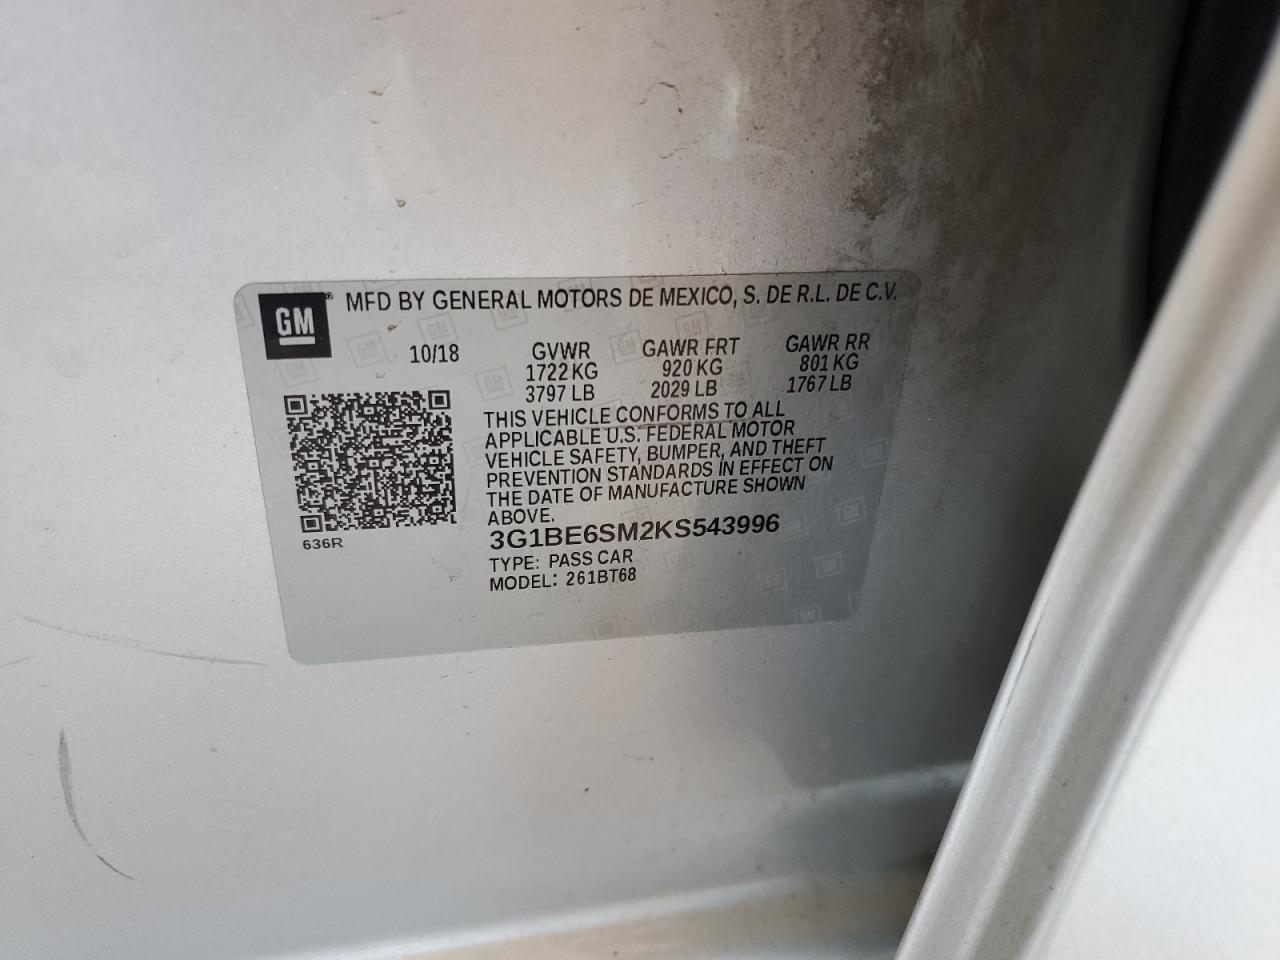 GM
MFD BY GENERAL MOTORS DE MEXICO, S. DE R.L. DE C.V.
10/18 GVWR GAWR FRT GAWR RR
1722 KG 920 KG 801 KG
3797 LB 2029 LB 1767 LB
THIS VEHICLE CONFORMS TO ALL
APPLICABLE U.S. FEDERAL MOTOR
VEHICLE SAFETY, BUMPER, AND THEFT
PREVENTION STANDARDS IN EFFECT ON
THE DATE OF MANUFACTURE SHOWN
ABOVE.
636R
3G1BE6SM2KS543996
TYPE: PASS CAR
MODEL: 261BT68